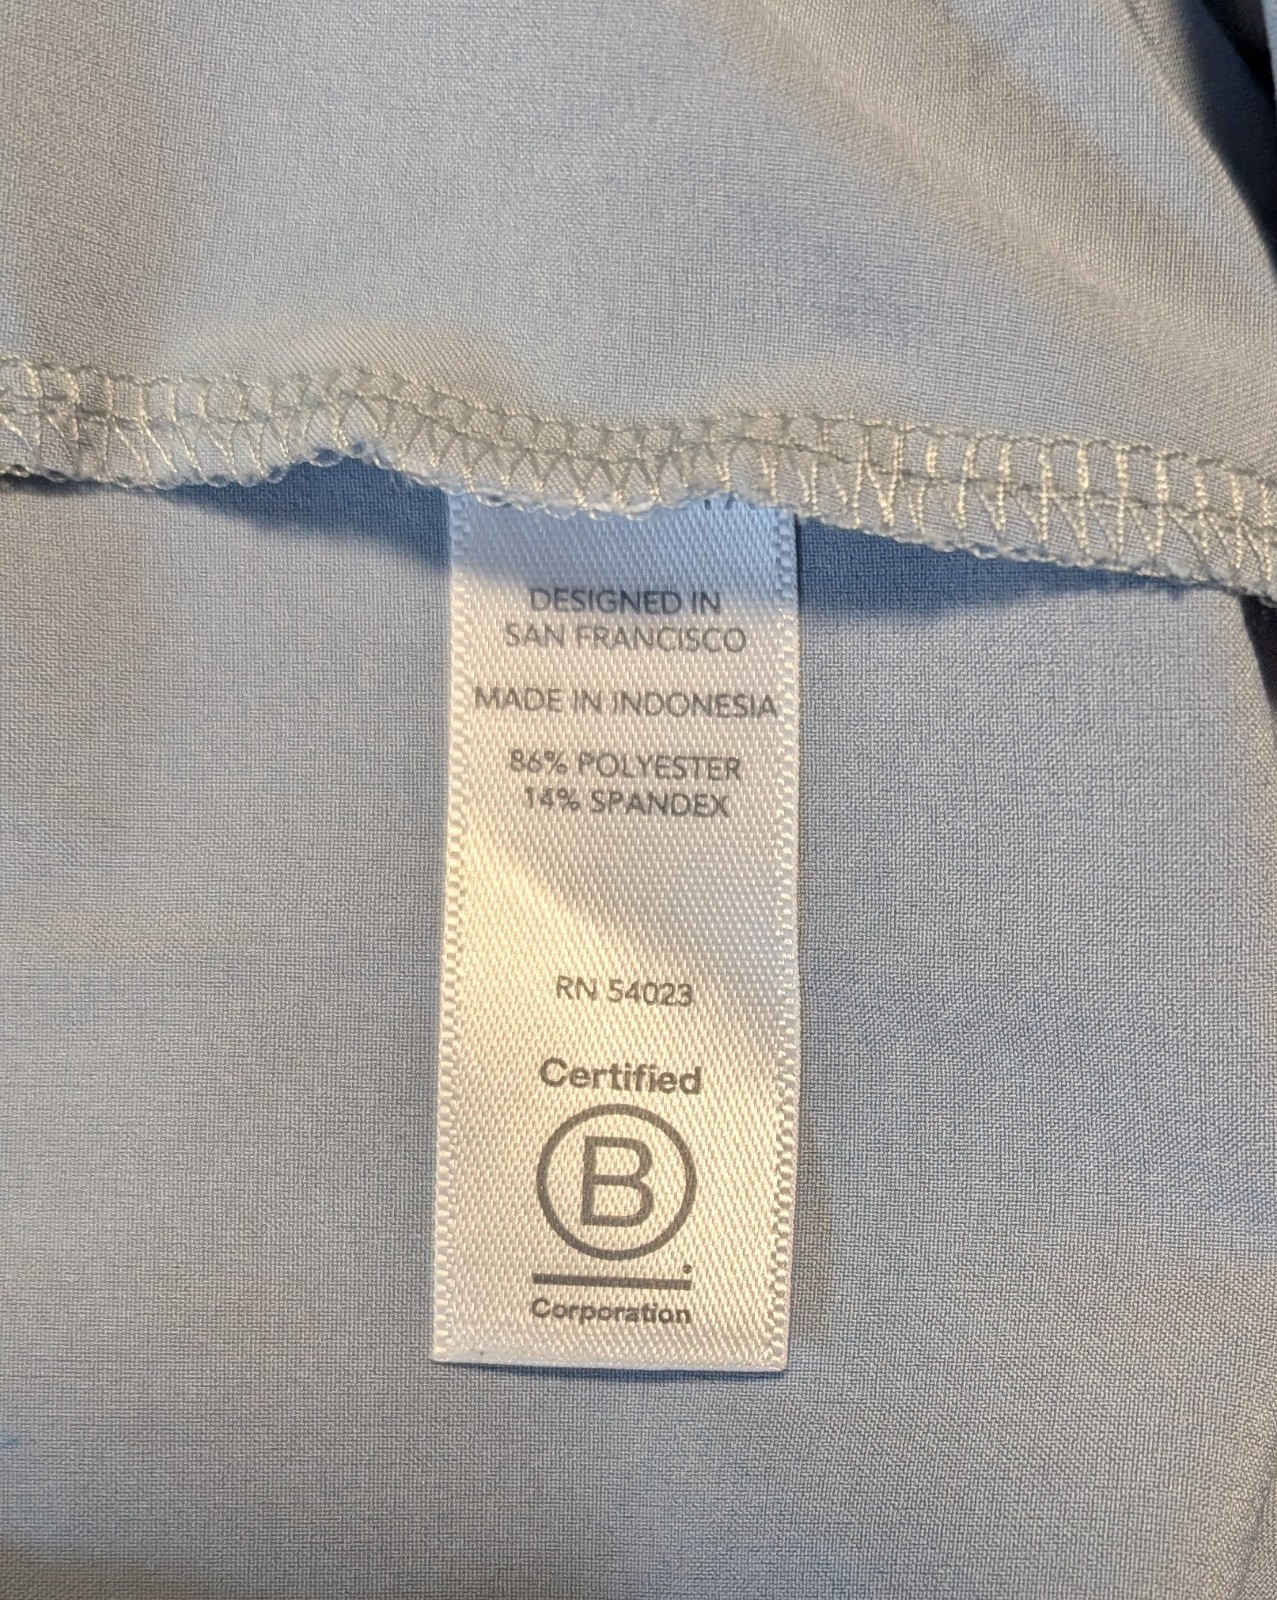 DESIGNED IN
SAN FRANCISCO
MADE IN INDONESIA
86% POLYESTER
14% SPANDEX
RN 54023
Certified
B
Corporation